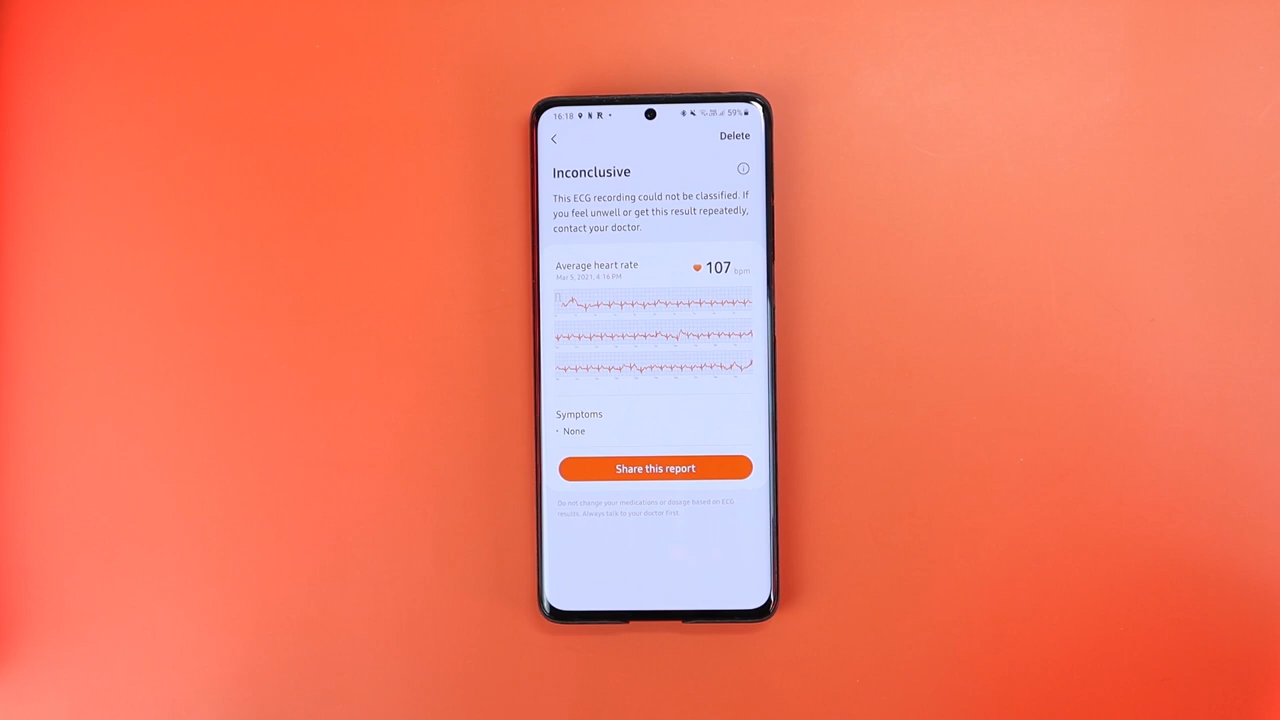 16:18 N R 59%
Delete
Inconclusive
This ECG recording could not be classified. If
you feel unwell or get this result repeatedly,
contact your doctor.
Average heart rate
107 bpm
Mar 5, 2021, 4:16 PM
Symptoms
• None
Share this report
Do not change your medications or dosage based on ECG
results. Always talk to your doctor first